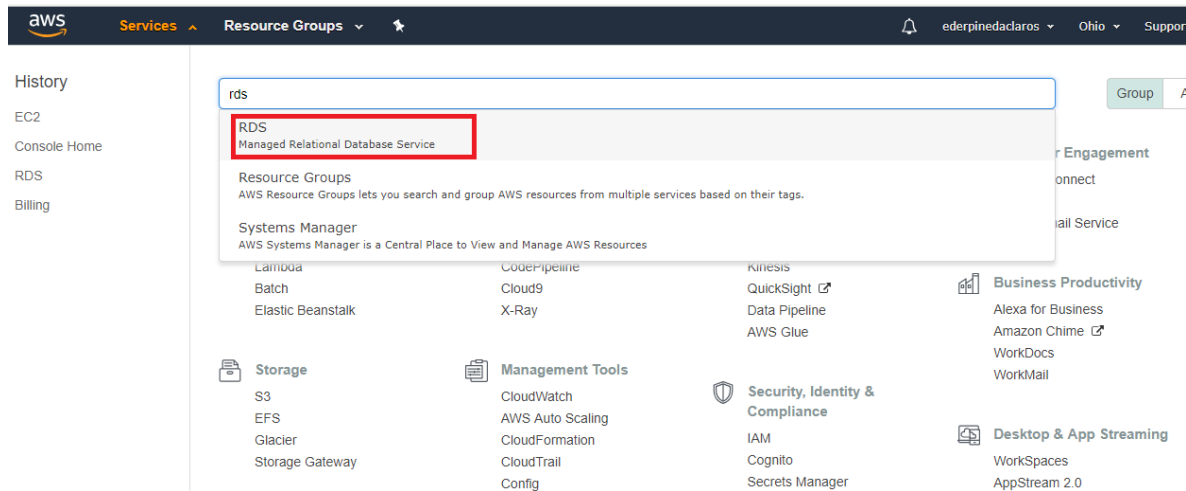 aws
Services
Resource Groups
ederpinedaclaros
Ohio
Suppor
History
EC2
Console Home
RDS
Billing
rds
Group
RDS
Managed Relational Database Service
Resource Groups
AWS Resource Groups lets you search and group AWS resources from multiple services based on their tags.
Systems Manager
AWS Systems Manager is a Central Place to View and Manage AWS Resources
Lambda
Batch
Elastic Beanstalk
Storage
S3
EFS
Glacier
Storage Gateway
CodePipeline
Cloud9
X-Ray
Management Tools
CloudWatch
AWS Auto Scaling
CloudFormation
CloudTrail
Config
Kinesis
QuickSight
Data Pipeline
AWS Glue
Security, Identity &
Compliance
IAM
Cognito
Secrets Manager
r Engagement
onnect
ail Service
Business Productivity
Alexa for Business
Amazon Chime
WorkDocs
WorkMail
Desktop & App Streaming
WorkSpaces
AppStream 2.0